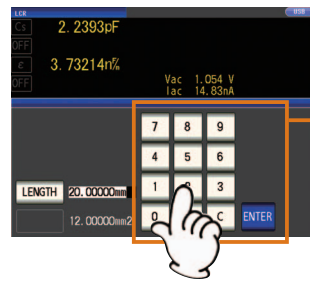 LCR USB
Cs 2.2393pF
OFF
ε 3.73214n℉
OFF
Vac 1.054 V
Iac 14.83nA
7 8 9
4 5 6
1 3
0 C ENTER
LENGTH 20.00000mm
12.00000mm2